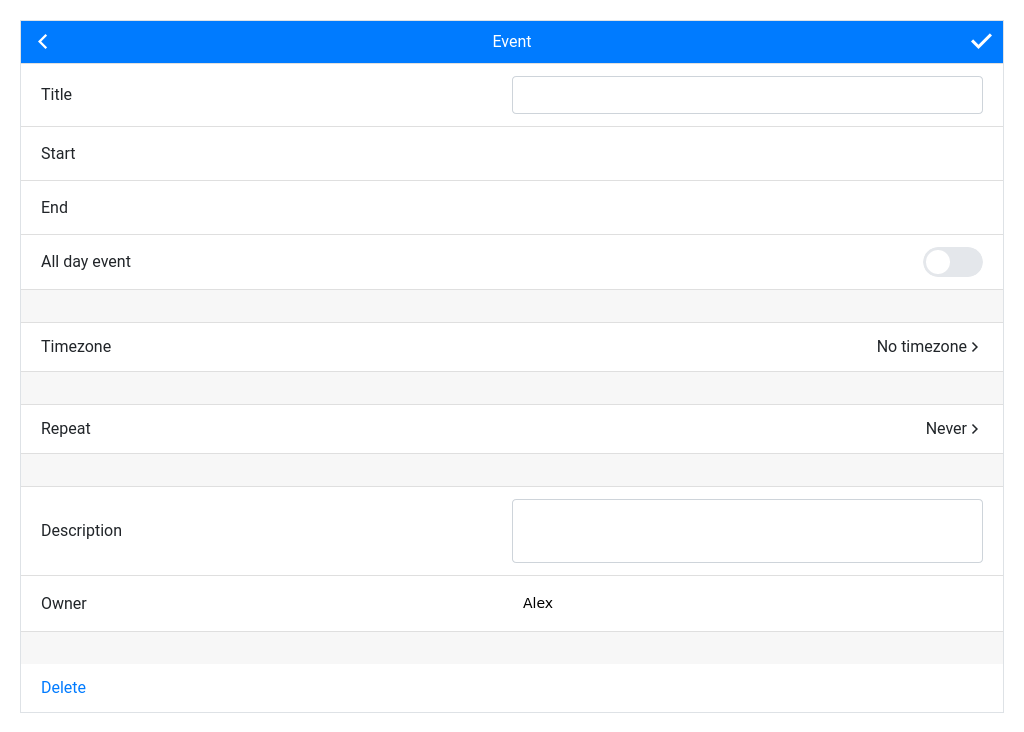 Event
Title
Start
End
All day event
Timezone No timezone
Repeat Never
Description
Owner Alex
Delete